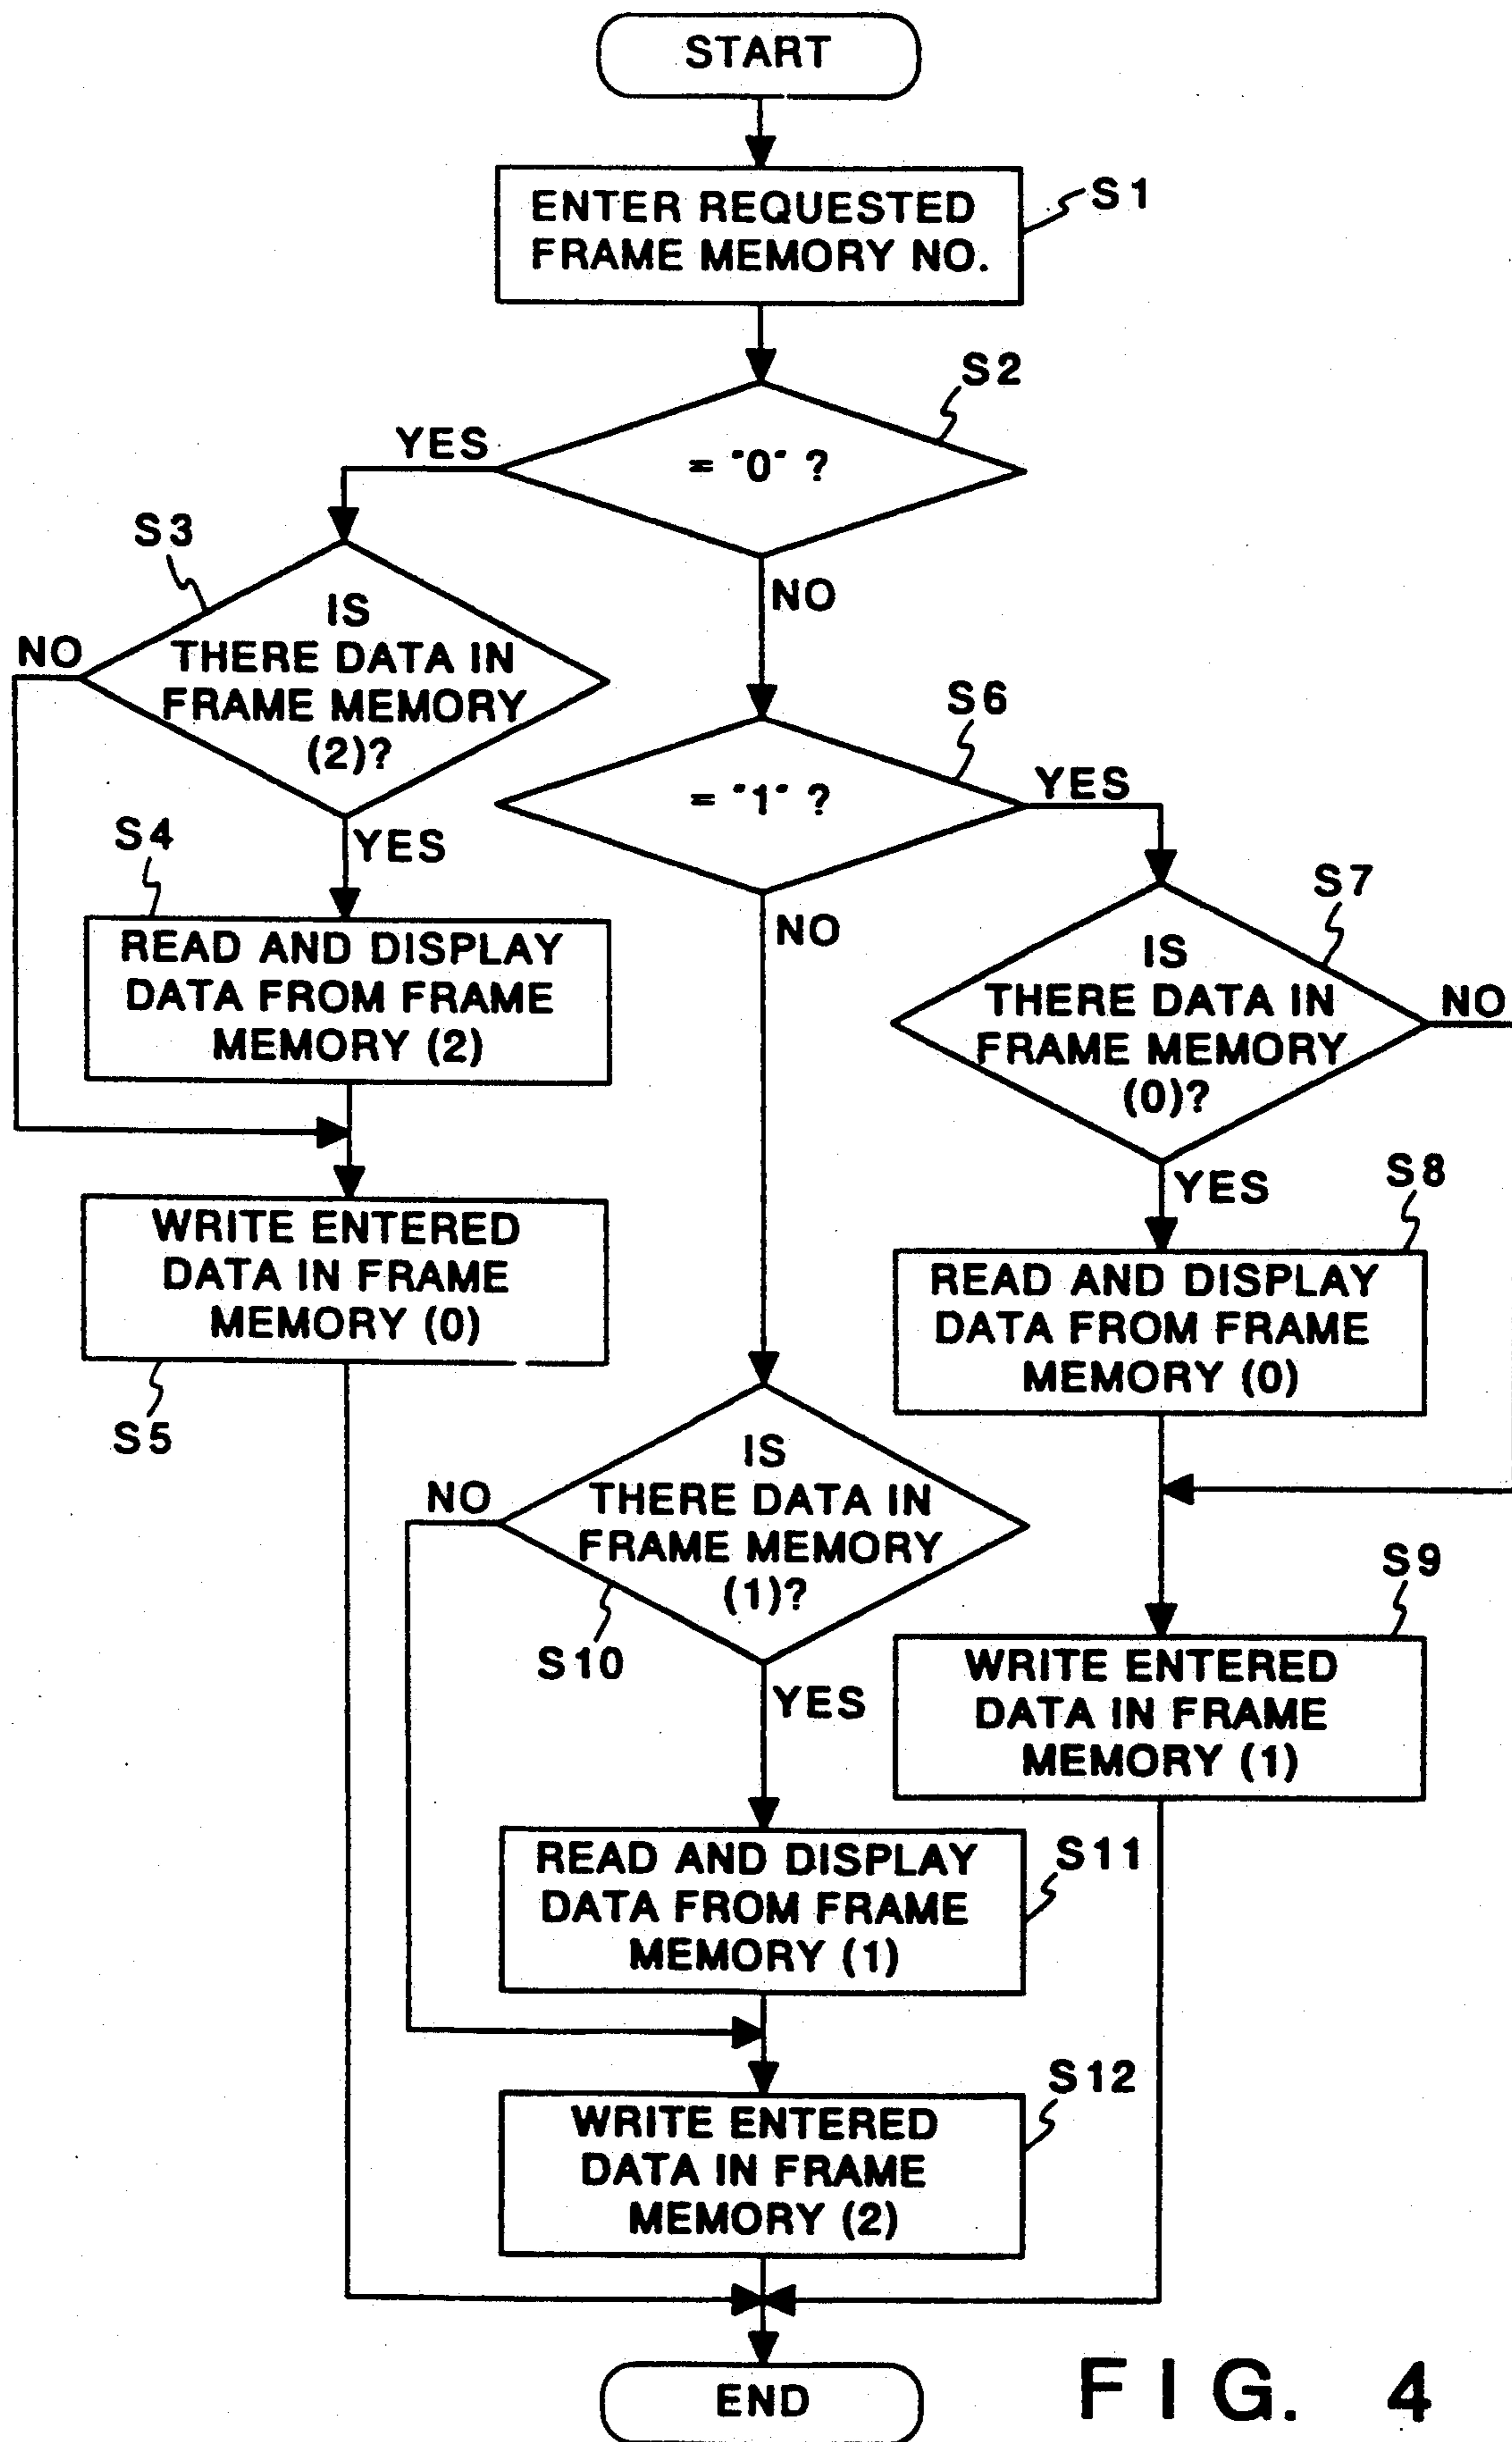 START
ENTER REQUESTED
FRAME MEMORY NO.
S1
S2
= "0" ?
YES
NO
S3
IS
THERE DATA IN
FRAME MEMORY
(2)?
NO
YES
S4
READ AND DISPLAY
DATA FROM FRAME
MEMORY (2)
WRITE ENTERED
DATA IN FRAME
MEMORY (0)
S5
S6
= "1" ?
YES
NO
S7
IS
THERE DATA IN
FRAME MEMORY
(0)?
NO
YES
S8
READ AND DISPLAY
DATA FROM FRAME
MEMORY (0)
S9
WRITE ENTERED
DATA IN FRAME
MEMORY (1)
IS
THERE DATA IN
FRAME MEMORY
(1)?
NO
S10
YES
READ AND DISPLAY
DATA FROM FRAME
MEMORY (1)
S11
S12
WRITE ENTERED
DATA IN FRAME
MEMORY (2)
END
FIG. 4